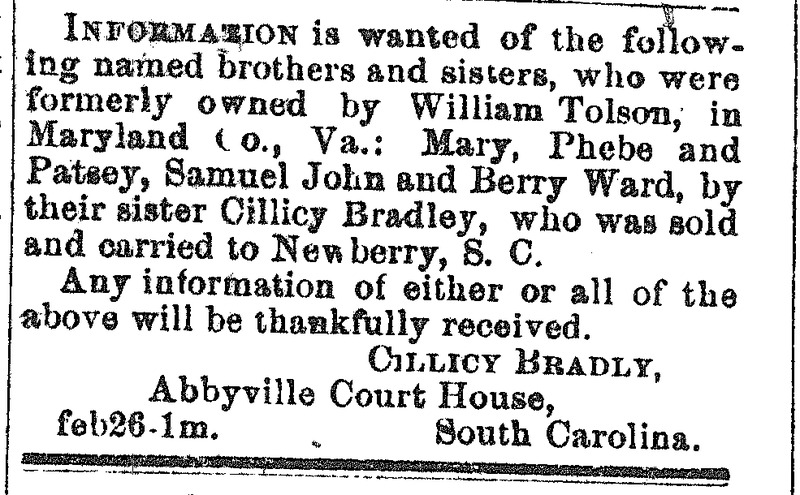 INFORMATION is wanted of the follow-
ing named brothers and sisters, who were
formerly owned by William Tolson, in
Maryland Co., Va.: Mary, Phebe and
Patsey, Samuel John and Berry Ward, by
their sister Cillicy Bradley, who was sold
and carried to Newberry, S. C.
Any information of either or all of the
above will be thankfully received.
CILLICY BRADLY,
Abbyville Court House,
feb26-1m. South Carolina.